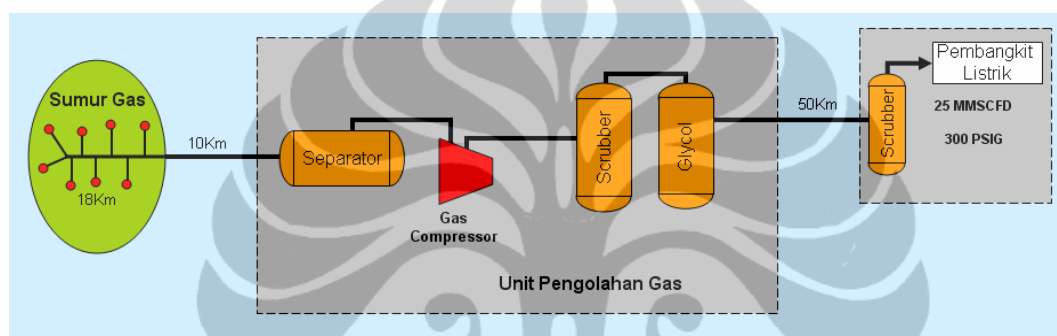 Sumur Gas
18Km
10Km
Separator
Gas
Compressor
Scrubber
Glycol
Unit Pengolahan Gas
50Km
Scrubber
Pembangkit
Listrik
25 MMSCFD
300 PSIG